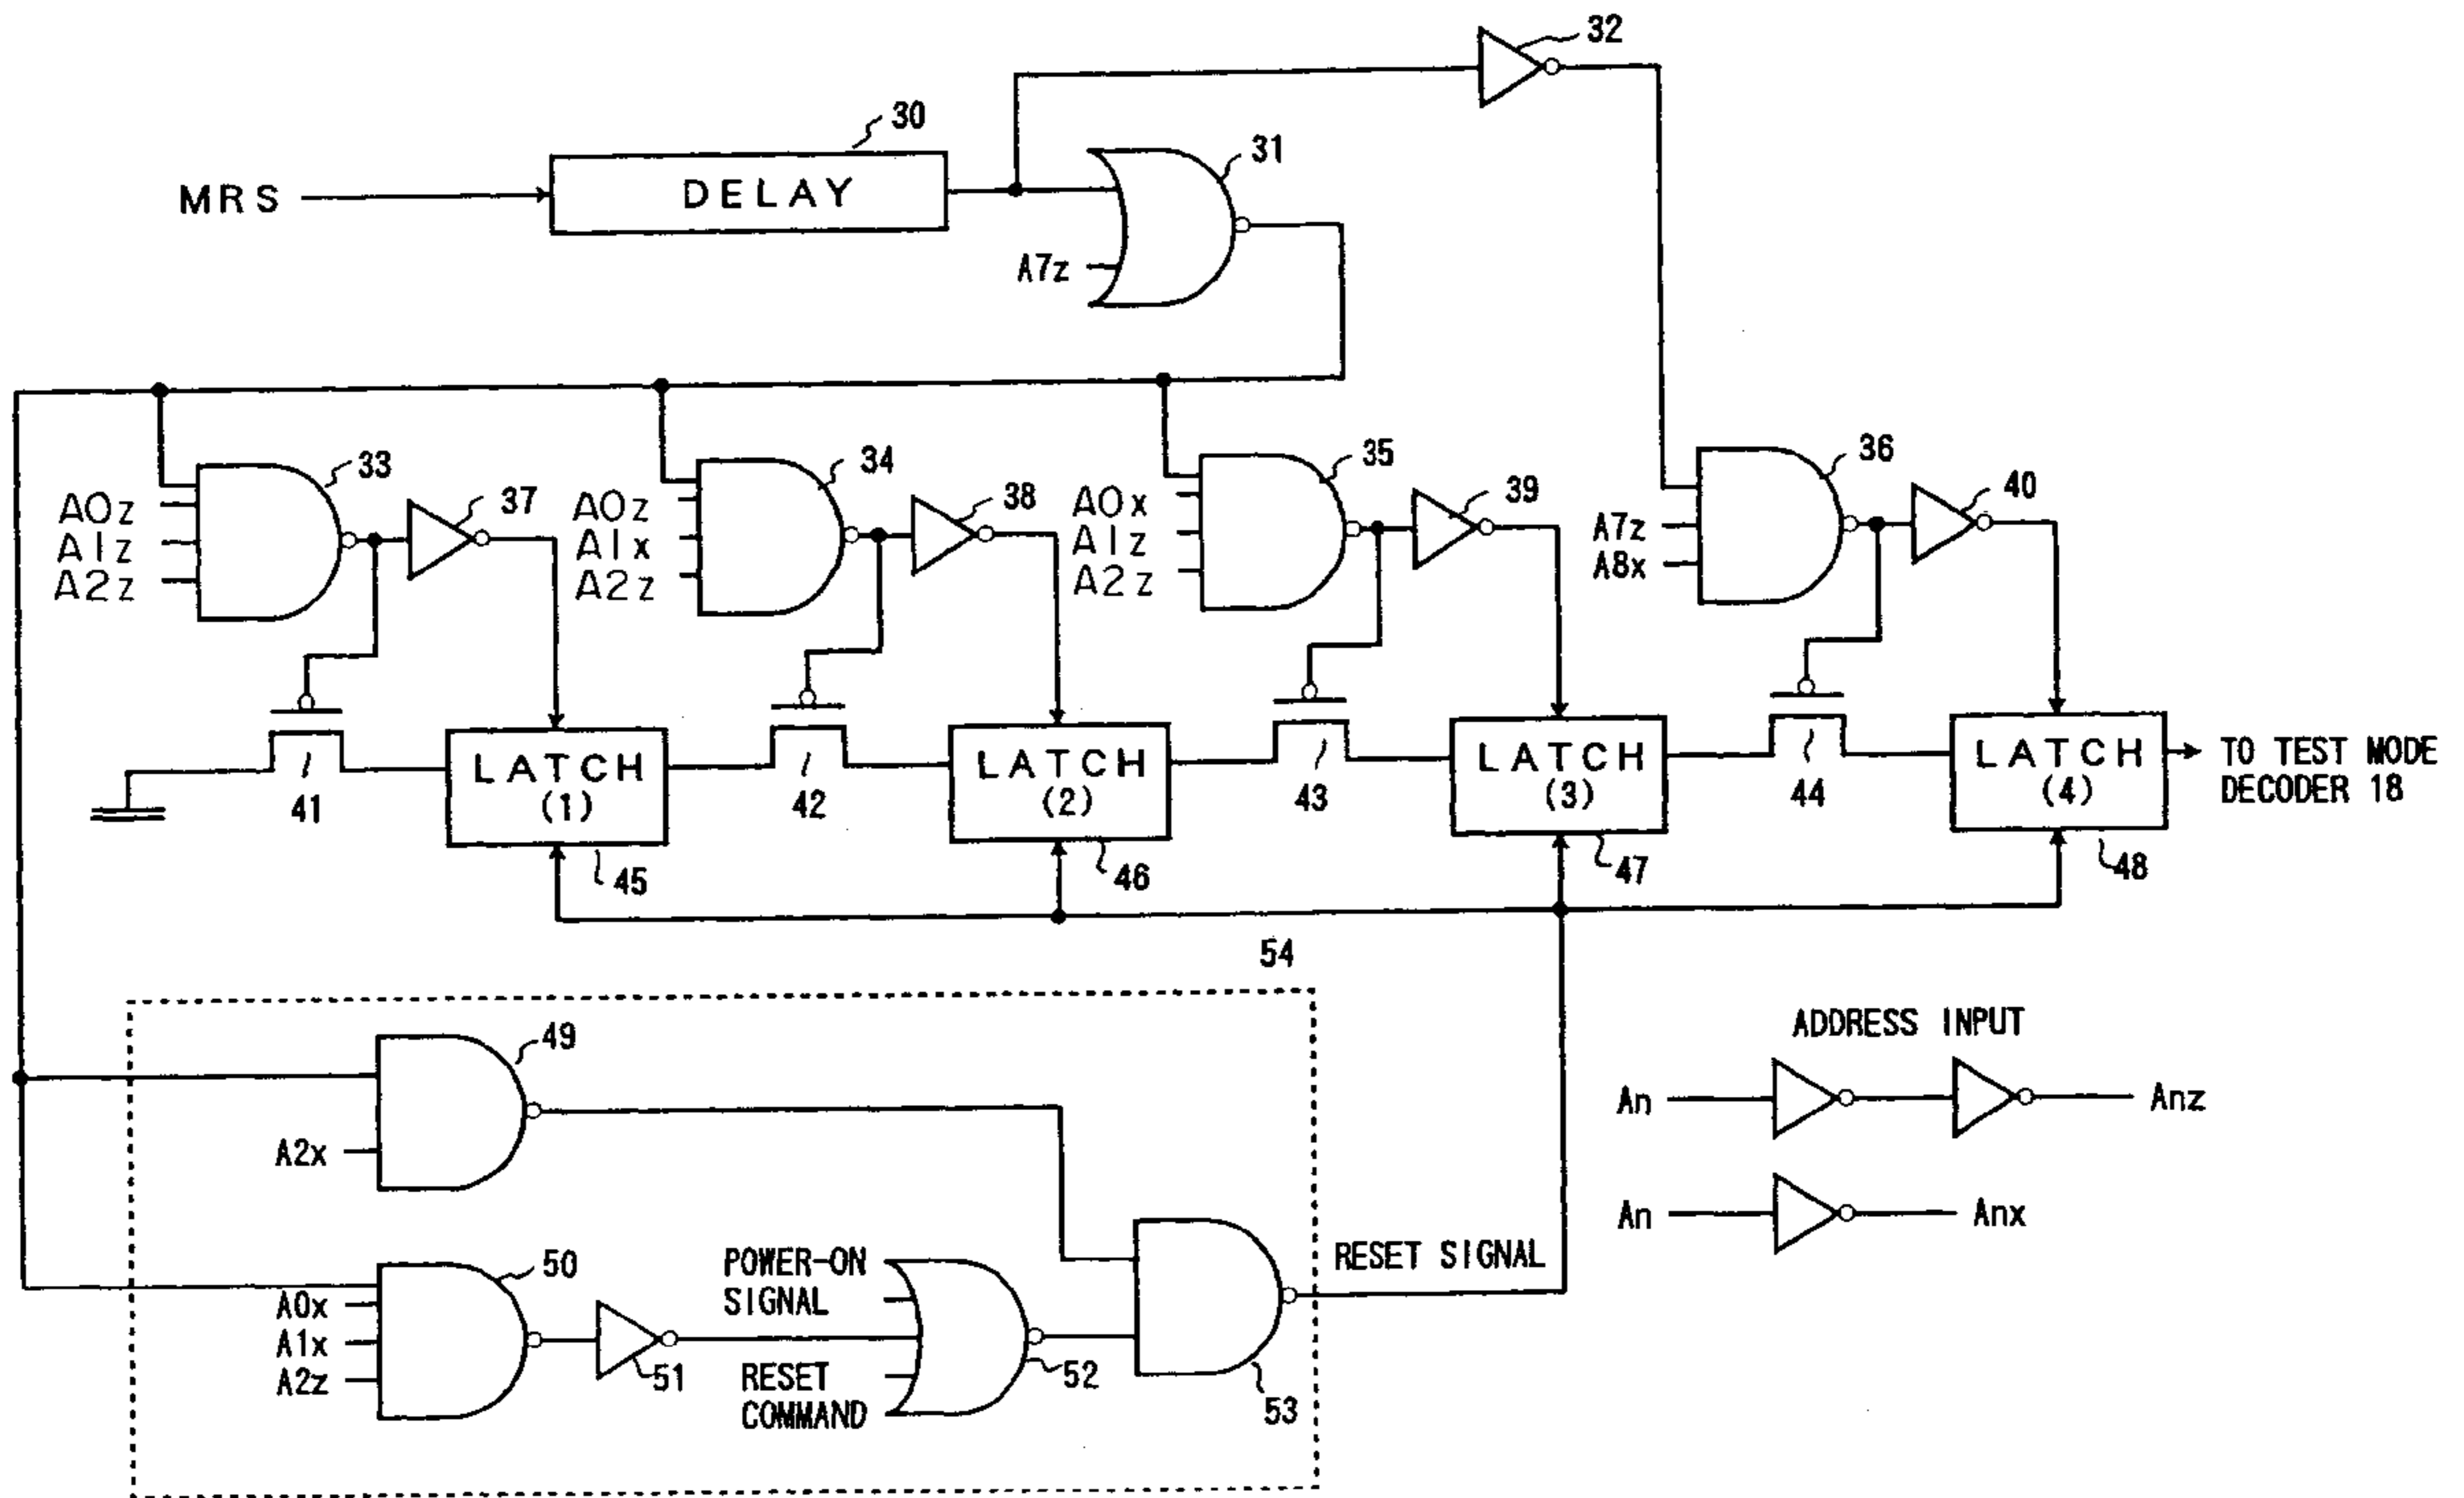 32
30
31
MRS
DELAY
A7z
33
34
35
36
37
38
39
40
A0z
A1z
A2z
A0z
A1x
A2z
A0x
A1z
A2z
A7z
A8x
LATCH
(1)
LATCH
(2)
LATCH
(3)
LATCH
(4)
TO TEST MODE
DECODER 18
41
42
43
44
45
46
47
48
54
49
A2x
ADDRESS INPUT
An
Anz
An
Anx
50
A0x
A1x
A2z
51
POWER-ON
SIGNAL
RESET
COMMAND
52
53
RESET SIGNAL